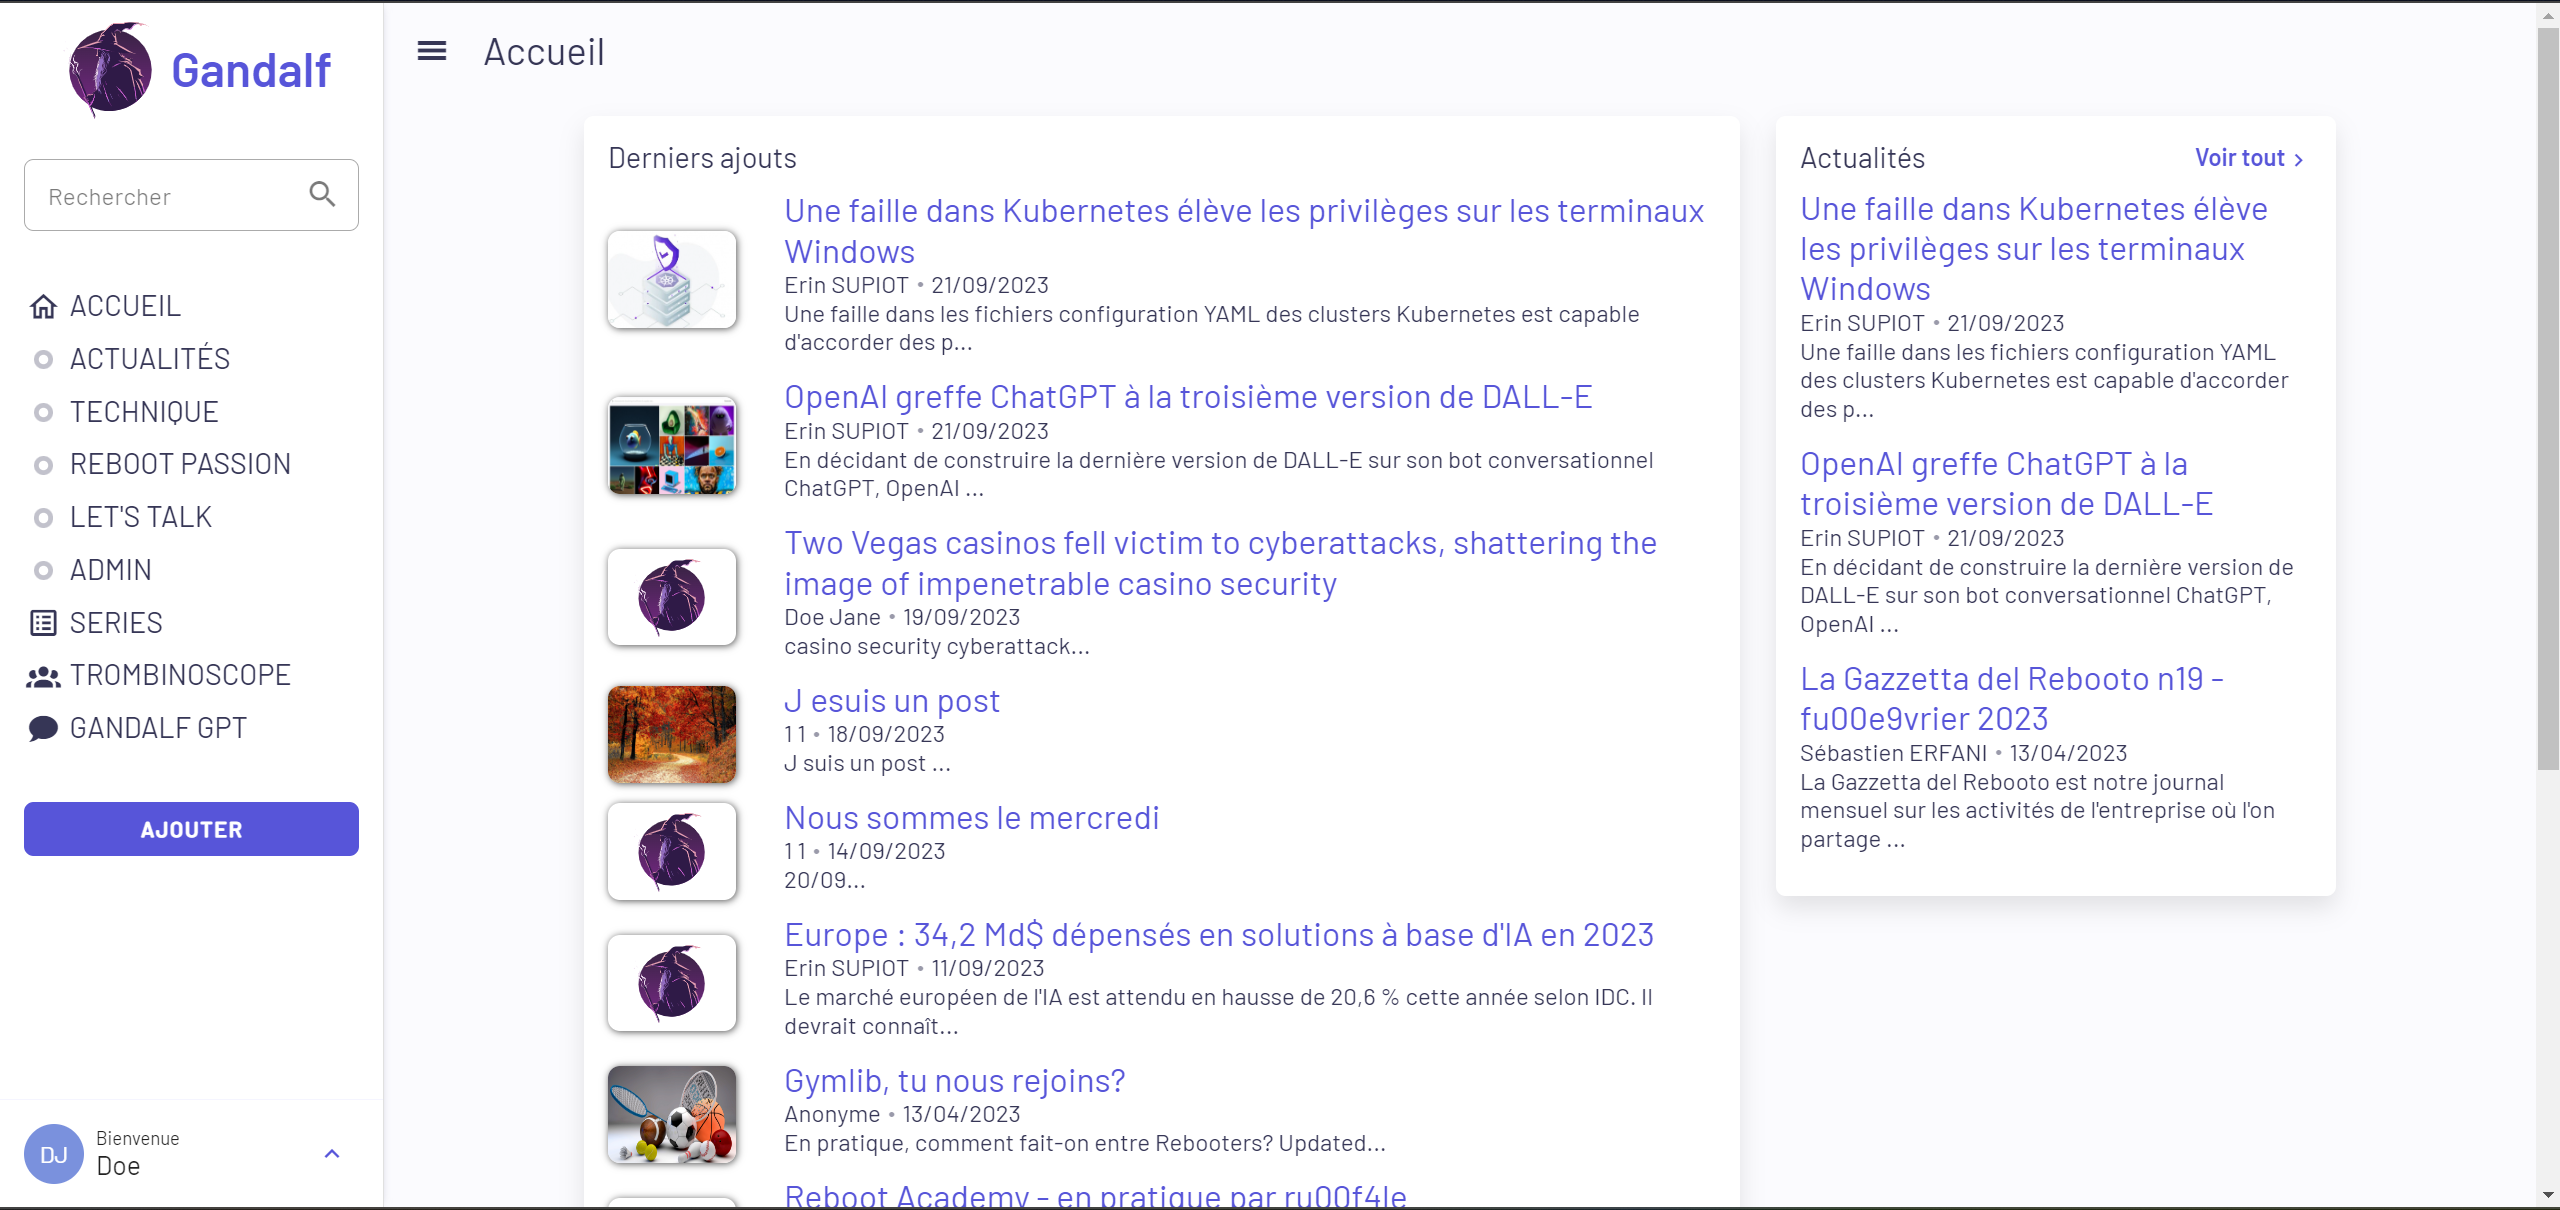 Gandalf
Rechercher
ACCUEIL
ACTUALITÉS
TECHNIQUE
REBOOT PASSION
LET'S TALK
ADMIN
SERIES
TROMBINOSCOPE
GANDALF GPT
AJOUTER
DJ
Bienvenue
Doe
Accueil
Derniers ajouts
Une faille dans Kubernetes élève les privilèges sur les terminaux
Windows
Erin SUPIOT • 21/09/2023
Une faille dans les fichiers configuration YAML des clusters Kubernetes est capable
d'accorder des p...
OpenAI greffe ChatGPT à la troisième version de DALL-E
Erin SUPIOT • 21/09/2023
En décidant de construire la dernière version de DALL-E sur son bot conversationnel
ChatGPT, OpenAI ...
Two Vegas casinos fell victim to cyberattacks, shattering the
image of impenetrable casino security
Doe Jane • 19/09/2023
casino security cyberattack...
J esuis un post
1 1 • 18/09/2023
J suis un post ...
Nous sommes le mercredi
1 1 • 14/09/2023
20/09...
Europe : 34,2 Md$ dépensés en solutions à base d'IA en 2023
Erin SUPIOT • 11/09/2023
Le marché européen de l'IA est attendu en hausse de 20,6 % cette année selon IDC. Il
devrait connaît...
Gymlib, tu nous rejoins?
Anonyme • 13/04/2023
En pratique, comment fait-on entre Rebooters? Updated...
Reboot Academy - en pratique par ru00f4le
Actualités
Voir tout
Une faille dans Kubernetes élève
les privilèges sur les terminaux
Windows
Erin SUPIOT • 21/09/2023
Une faille dans les fichiers configuration YAML
des clusters Kubernetes est capable d'accorder
des p...
OpenAI greffe ChatGPT à la
troisième version de DALL-E
Erin SUPIOT • 21/09/2023
En décidant de construire la dernière version de
DALL-E sur son bot conversationnel ChatGPT,
OpenAI ...
La Gazzetta del Rebooto n19 -
fu00e9vrier 2023
Sébastien ERFANI • 13/04/2023
La Gazzetta del Rebooto est notre journal
mensuel sur les activités de l'entreprise où l'on
partage ...